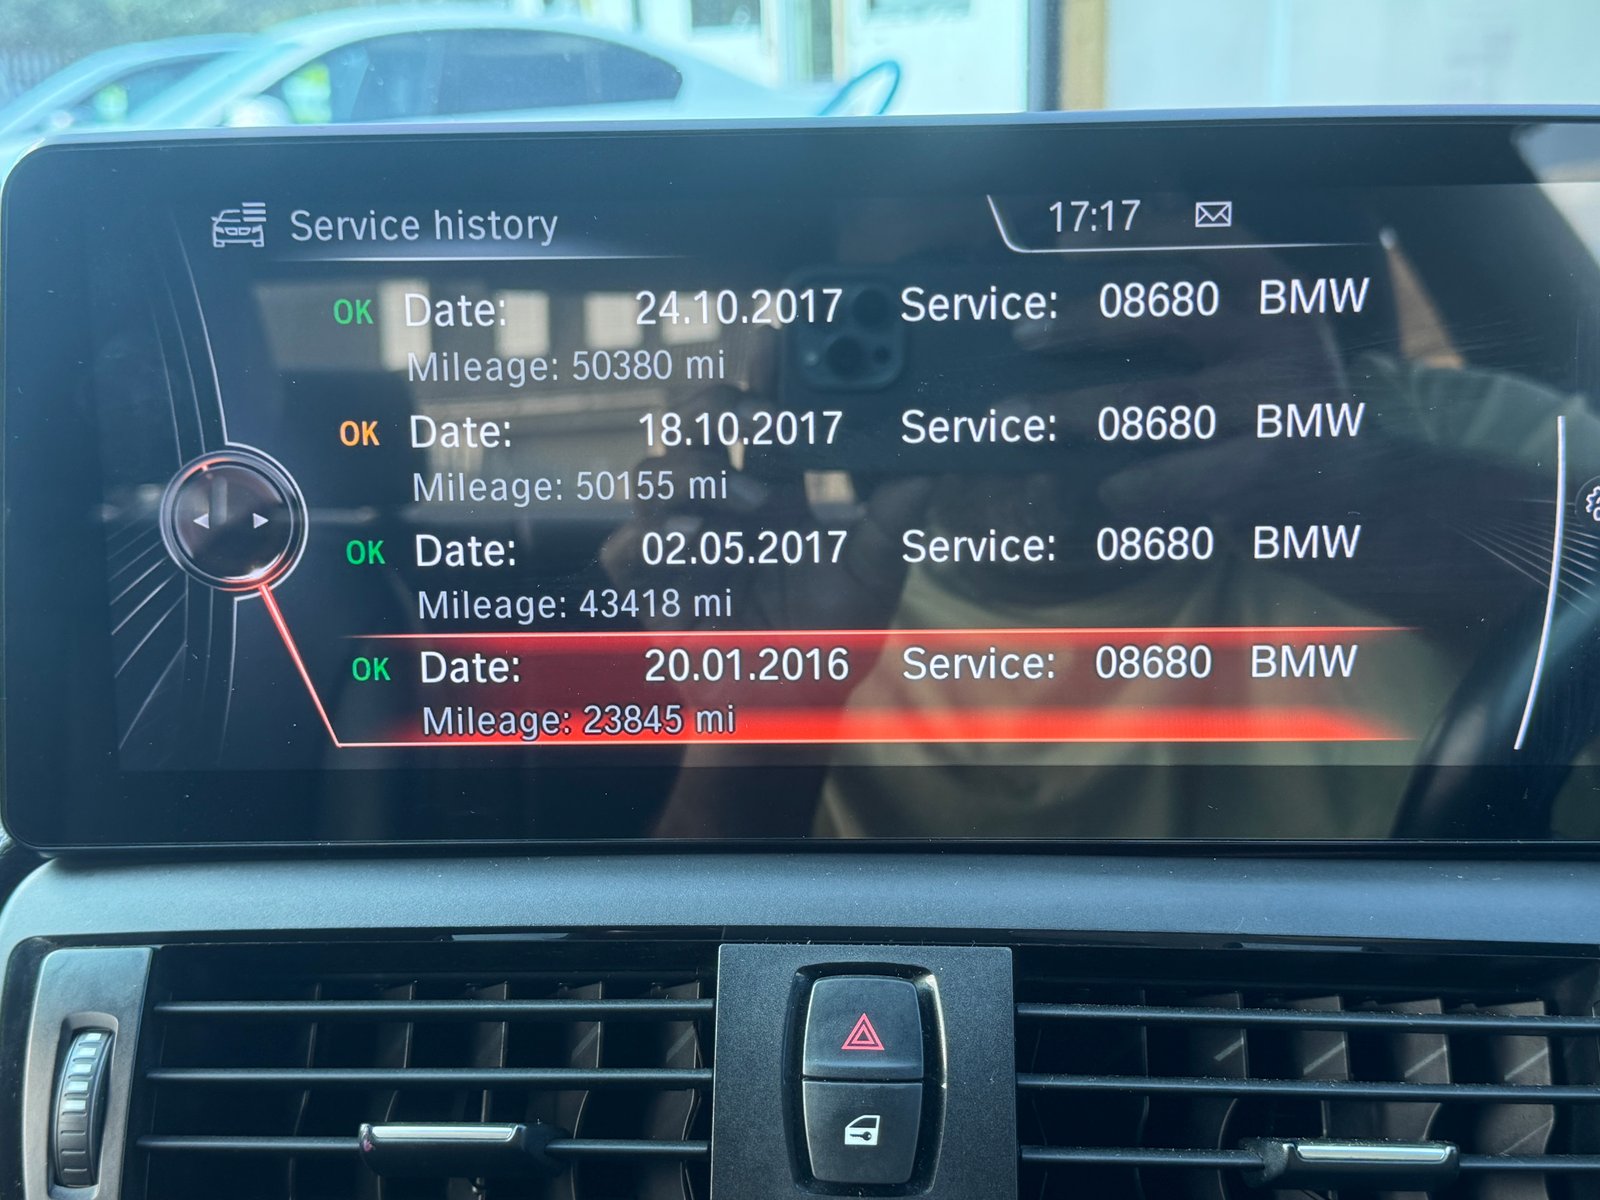 Service history 17:17
OK Date: 24.10.2017 Service: 08680 BMW
Mileage: 50380 mi
OK Date: 18.10.2017 Service: 08680 BMW
Mileage: 50155 mi
OK Date: 02.05.2017 Service: 08680 BMW
Mileage: 43418 mi
OK Date: 20.01.2016 Service: 08680 BMW
Mileage: 23845 mi